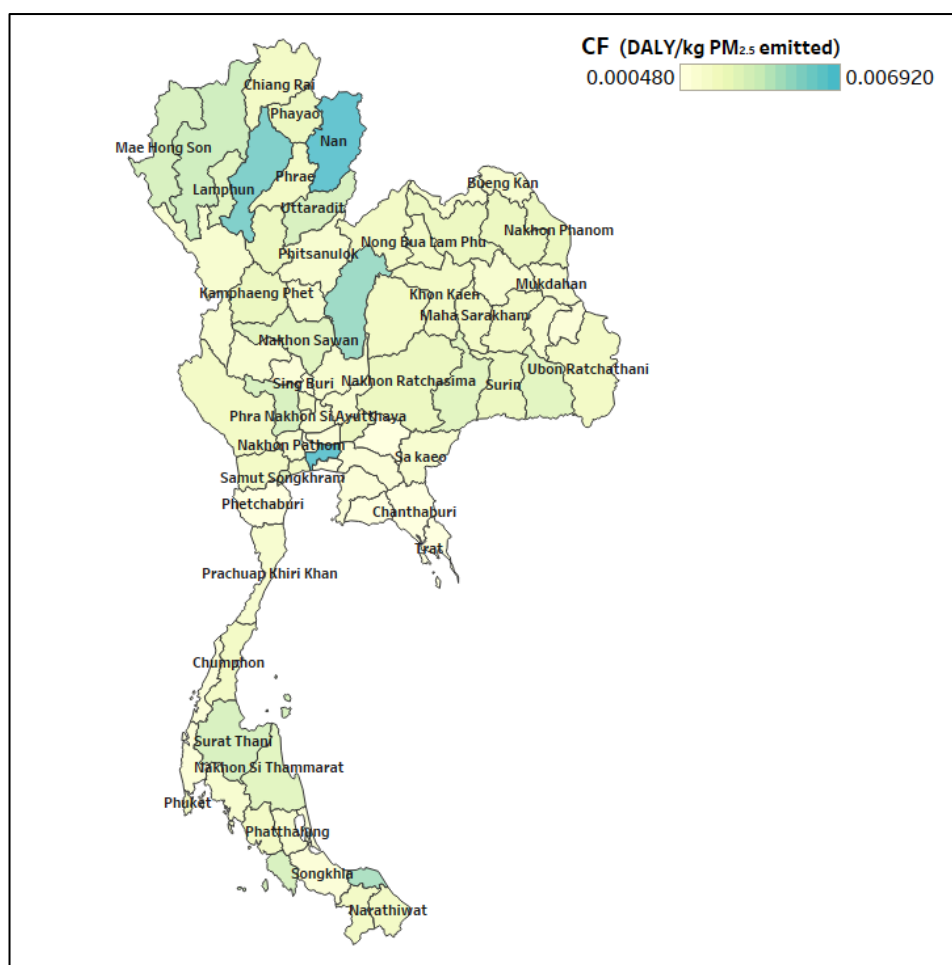 CF (DALY/kg PM2.5 emitted)
0.000480 0.006920
Chiang Rai
Phayao
Nan
Mae Hong Son
Phrae
Lamphun
Bueng Kan
Uttaradit
Nakhon Phanom
Nong Bua Lam Phu
Phitsanulok
Mukdahan
Kamphaeng Phet
Khon Kaen
Maha Sarakham
Nakhon Sawan
Ubon Ratchathani
Nakhon Ratchasima
Sing Buri
Surin
Phra Nakhon Si Ayutthaya
Nakhon Pathom
Sa kaeo
Samut Songkhram
Phetchaburi
Chanthaburi
Trat
Prachuap Khiri Khan
Chumphon
Surat Thani
Nakhon Si Thammarat
Phuket
Phatthalung
Songkhla
Narathiwat